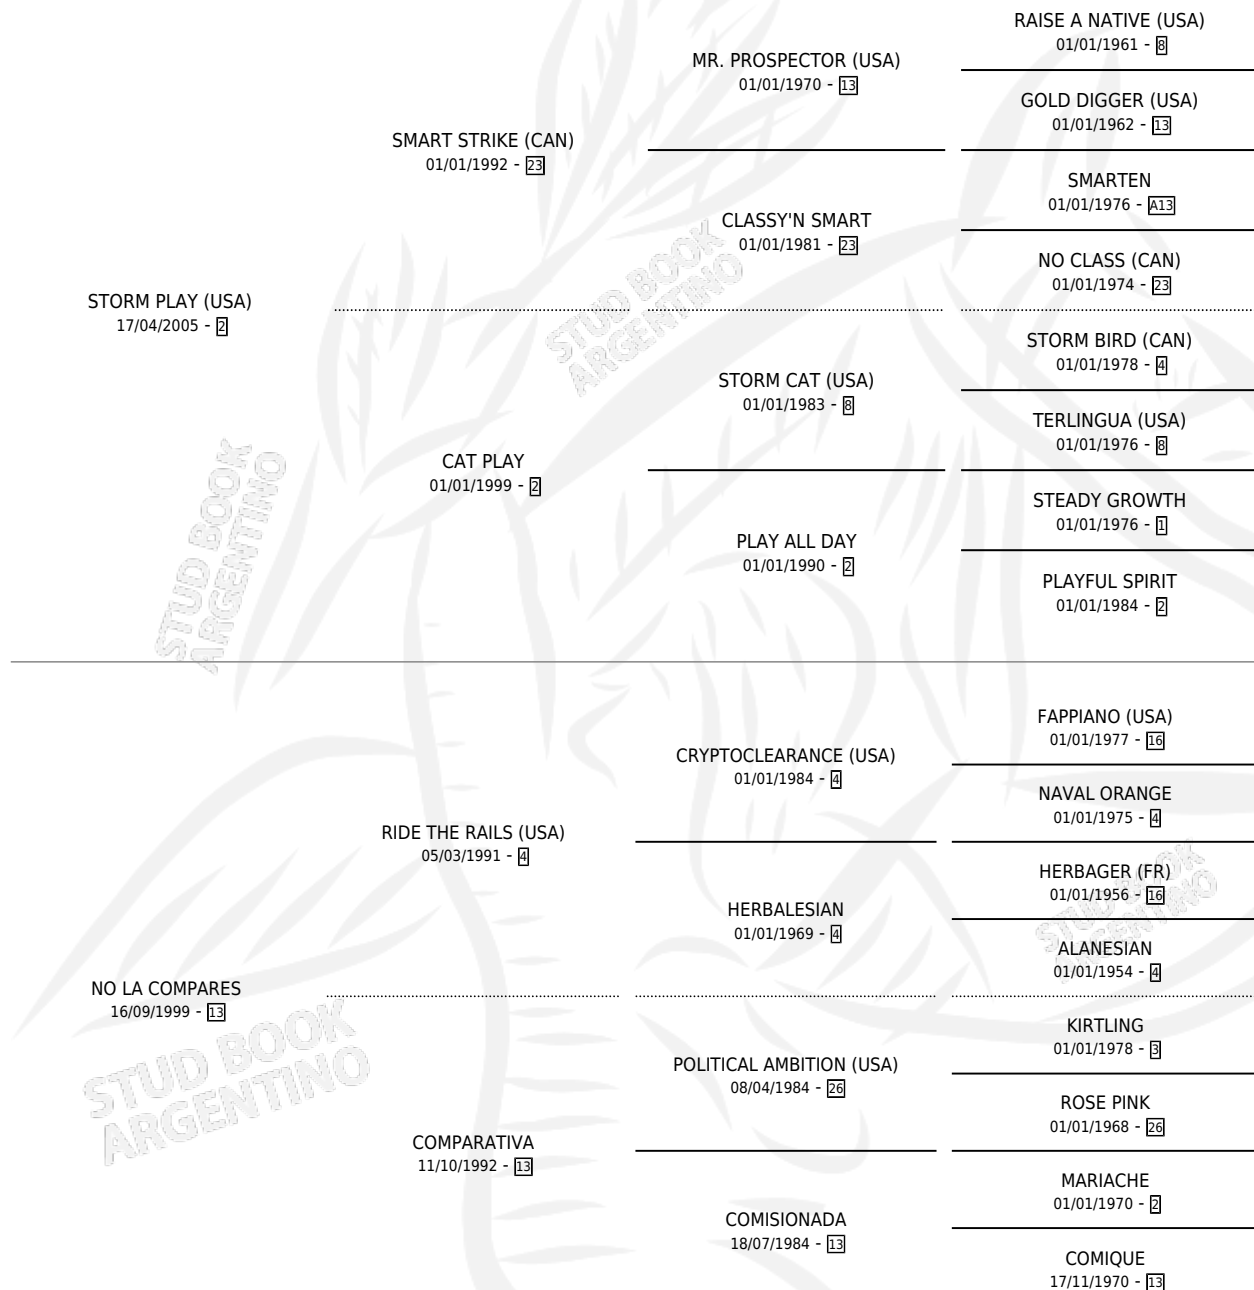 RAISE A NATIVE (USA)
01/01/1961 - 8
MR. PROSPECTOR (USA)
01/01/1970 - 13
GOLD DIGGER (USA)
01/01/1962 - 13
SMART STRIKE (CAN)
01/01/1992 - 23
SMARTEN
01/01/1976 - A13
CLASSY'N SMART
01/01/1981 - 23
NO CLASS (CAN)
01/01/1974 - 23
STORM PLAY (USA)
17/04/2005 - 2
STORM BIRD (CAN)
01/01/1978 - 4
STORM CAT (USA)
01/01/1983 - 8
TERLINGUA (USA)
01/01/1976 - 8
CAT PLAY
01/01/1999 - 2
STEADY GROWTH
01/01/1976 - 1
PLAY ALL DAY
01/01/1990 - 2
PLAYFUL SPIRIT
01/01/1984 - 2
FAPPIANO (USA)
01/01/1977 - 16
CRYPTOCLEARANCE (USA)
01/01/1984 - 4
NAVAL ORANGE
01/01/1975 - 4
RIDE THE RAILS (USA)
05/03/1991 - 4
HERBAGER (FR)
01/01/1956 - 16
HERBALESIAN
01/01/1969 - 4
ALANESIAN
01/01/1954 - 4
NO LA COMPARES
16/09/1999 - 13
KIRTLING
01/01/1978 - 3
POLITICAL AMBITION (USA)
08/04/1984 - 26
ROSE PINK
01/01/1968 - 26
COMPARATIVA
11/10/1992 - 13
MARIACHE
01/01/1970 - 2
COMISIONADA
18/07/1984 - 13
COMIQUE
17/11/1970 - 13
STUD BOOK
ARGENTINO
STUD BOOK
ARGENTINO
STUD BOOK
ARGENTINO
STUD BOOK
ARGENTINO